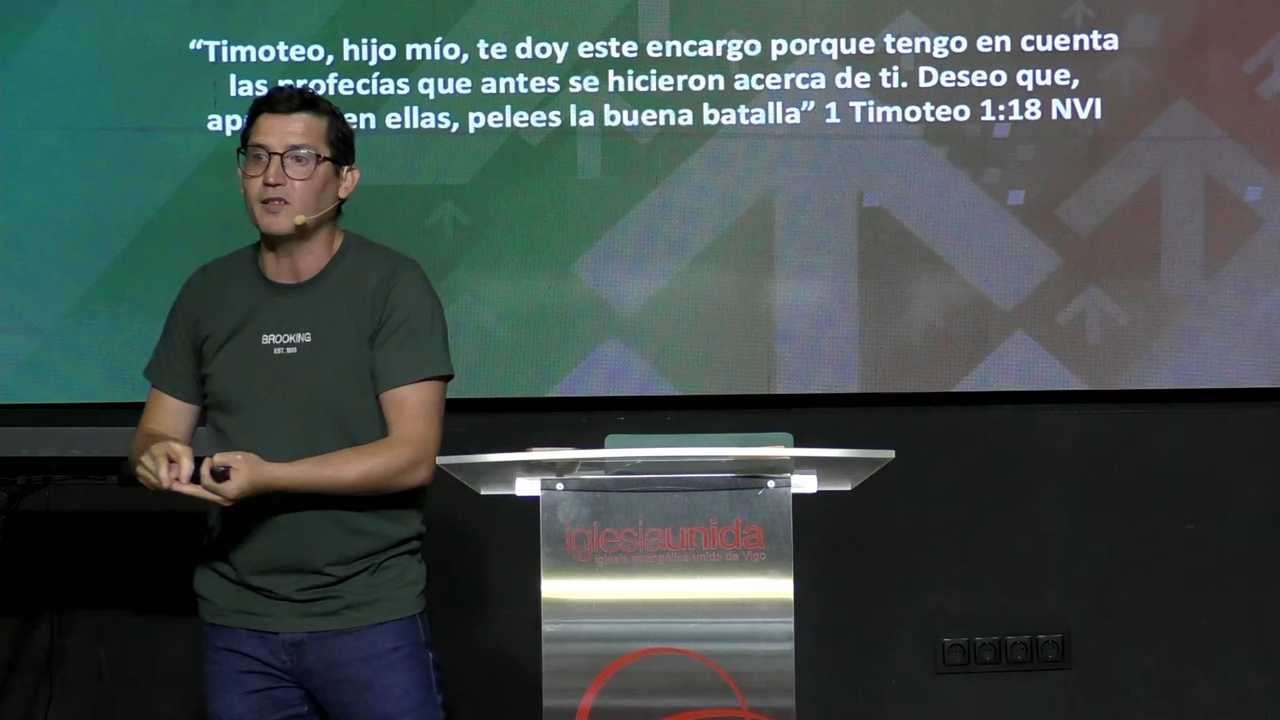 “Timoteo, hijo mío, te doy este encargo porque tengo en cuenta
las profecías que antes se hicieron acerca de ti. Deseo que,
en ellas, pelees la buena batalla” 1 Timoteo 1:18 NVI
BROOKING
iglesiaunida
iglesia evangélica unida de Vigo